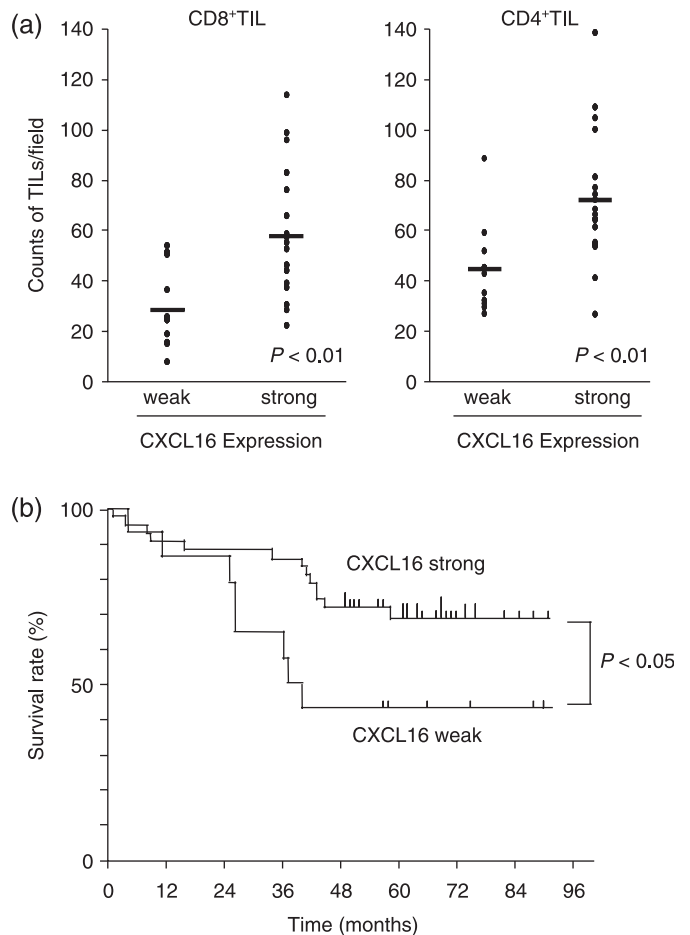 (a)
CD8+TIL
CD4+TIL
Counts of TILs/field
140
120
100
80
60
40
20
0
P < 0.01
weak
strong
CXCL16 Expression
140
120
100
80
60
40
20
0
P < 0.01
weak
strong
CXCL16 Expression
(b)
Survival rate (%)
100
50
0
CXCL16 strong
P < 0.05
CXCL16 weak
0 12 24 36 48 60 72 84 96
Time (months)